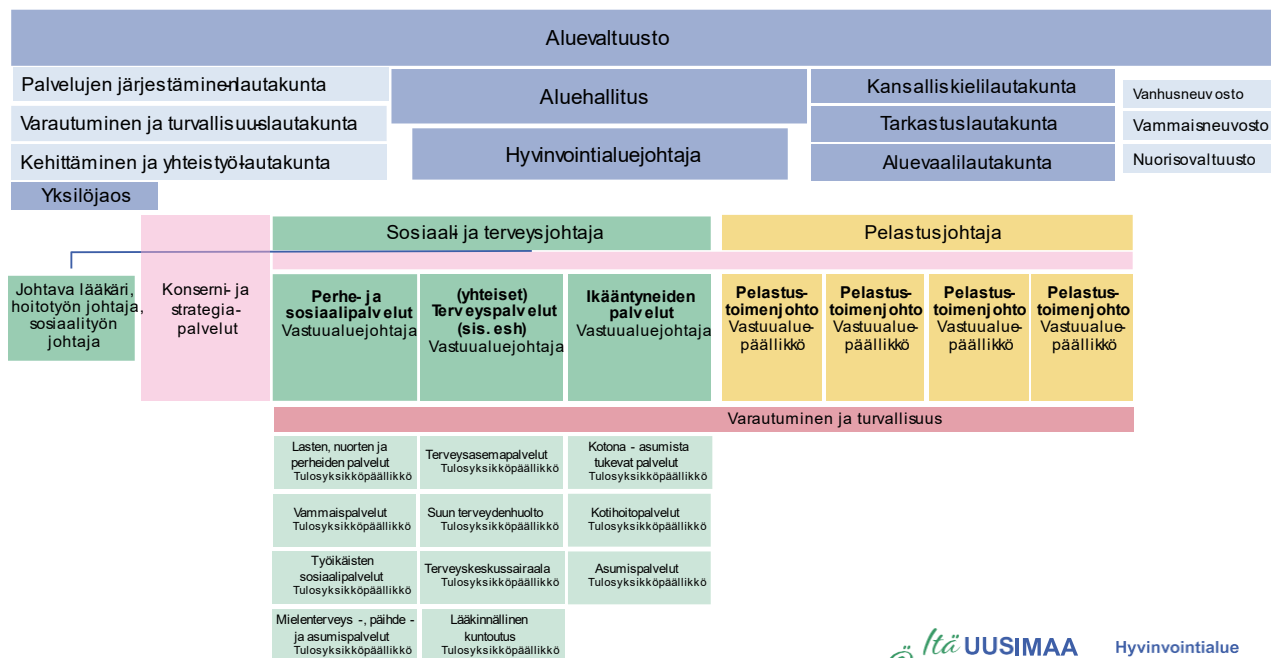 Aluevaltuusto
Palvelujen järjestäminen-lautakunta
Varautuminen ja turvallisuus-lautakunta
Kehittäminen ja yhteistyö-lautakunta
Yksilöjaos
Aluehallitus
Hyvinvointialuejohtaja
Kansalliskielilautakunta
Tarkastuslautakunta
Aluevaalilautakunta
Vanhusneuvosto
Vammaisneuvosto
Nuorisovaltuusto
Sosiaali- ja terveysjohtaja
Pelastusjohtaja
Johtava lääkäri,
hoitotyön johtaja,
sosiaalityön
johtaja
Konserni- ja
strategia-
palvelut
Perhe- ja
sosiaalipalvelut
Vastuualuejohtaja
(yhteiset)
Terveyspalvelut
(sis. esh)
Vastuualuejohtaja
Ikääntyneiden
palvelut
Vastuualuejohtaja
Pelastus-
toimenjohto
Vastuualue-
päällikkö
Pelastus-
toimenjohto
Vastuualue-
päällikkö
Pelastus-
toimenjohto
Vastuualue-
päällikkö
Pelastus-
toimenjohto
Vastuualue-
päällikkö
Varautuminen ja turvallisuus
Lasten, nuorten ja
perheiden palvelut
Tulosyksikköpäällikkö
Terveysasemapalvelut
Tulosyksikköpäällikkö
Kotona - asumista
tukevat palvelut
Tulosyksikköpäällikkö
Vammaispalvelut
Tulosyksikköpäällikkö
Suun terveydenhuolto
Tulosyksikköpäällikkö
Kotihoitopalvelut
Tulosyksikköpäällikkö
Työikäisten
sosiaalipalvelut
Tulosyksikköpäällikkö
Terveyskeskussairaala
Tulosyksikköpäällikkö
Asumispalvelut
Tulosyksikköpäällikkö
Mielenterveys -, päihde -
ja asumispalvelut
Tulosyksikköpäällikkö
Lääkinnällinen
kuntoutus
Tulosyksikköpäällikkö
Itä UUSIMAA
Hyvinvointialue